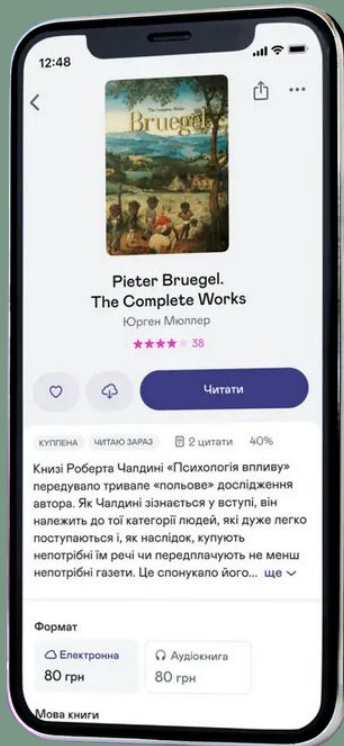 12:48
The Complete Works
Bruegel
Pieter Bruegel.
The Complete Works
Юрген Мюллер
38
Читати
КУПЛЕНА ЧИТАЮ ЗАРАЗ 2 цитати 40%
Книзі Роберта Чалдині «Психологія впливу»
передувало тривале «польове» дослідження
автора. Як Чалдині зізнається у вступі, він
належить до тої категорії людей, які дуже легко
поступаються і, як наслідок, купують
непотрібні їм речі чи передплачують не менш
непотрібні газети. Це спонукало його... ще
Формат
Електронна Аудіокнига
80 грн 80 грн
Мова книги